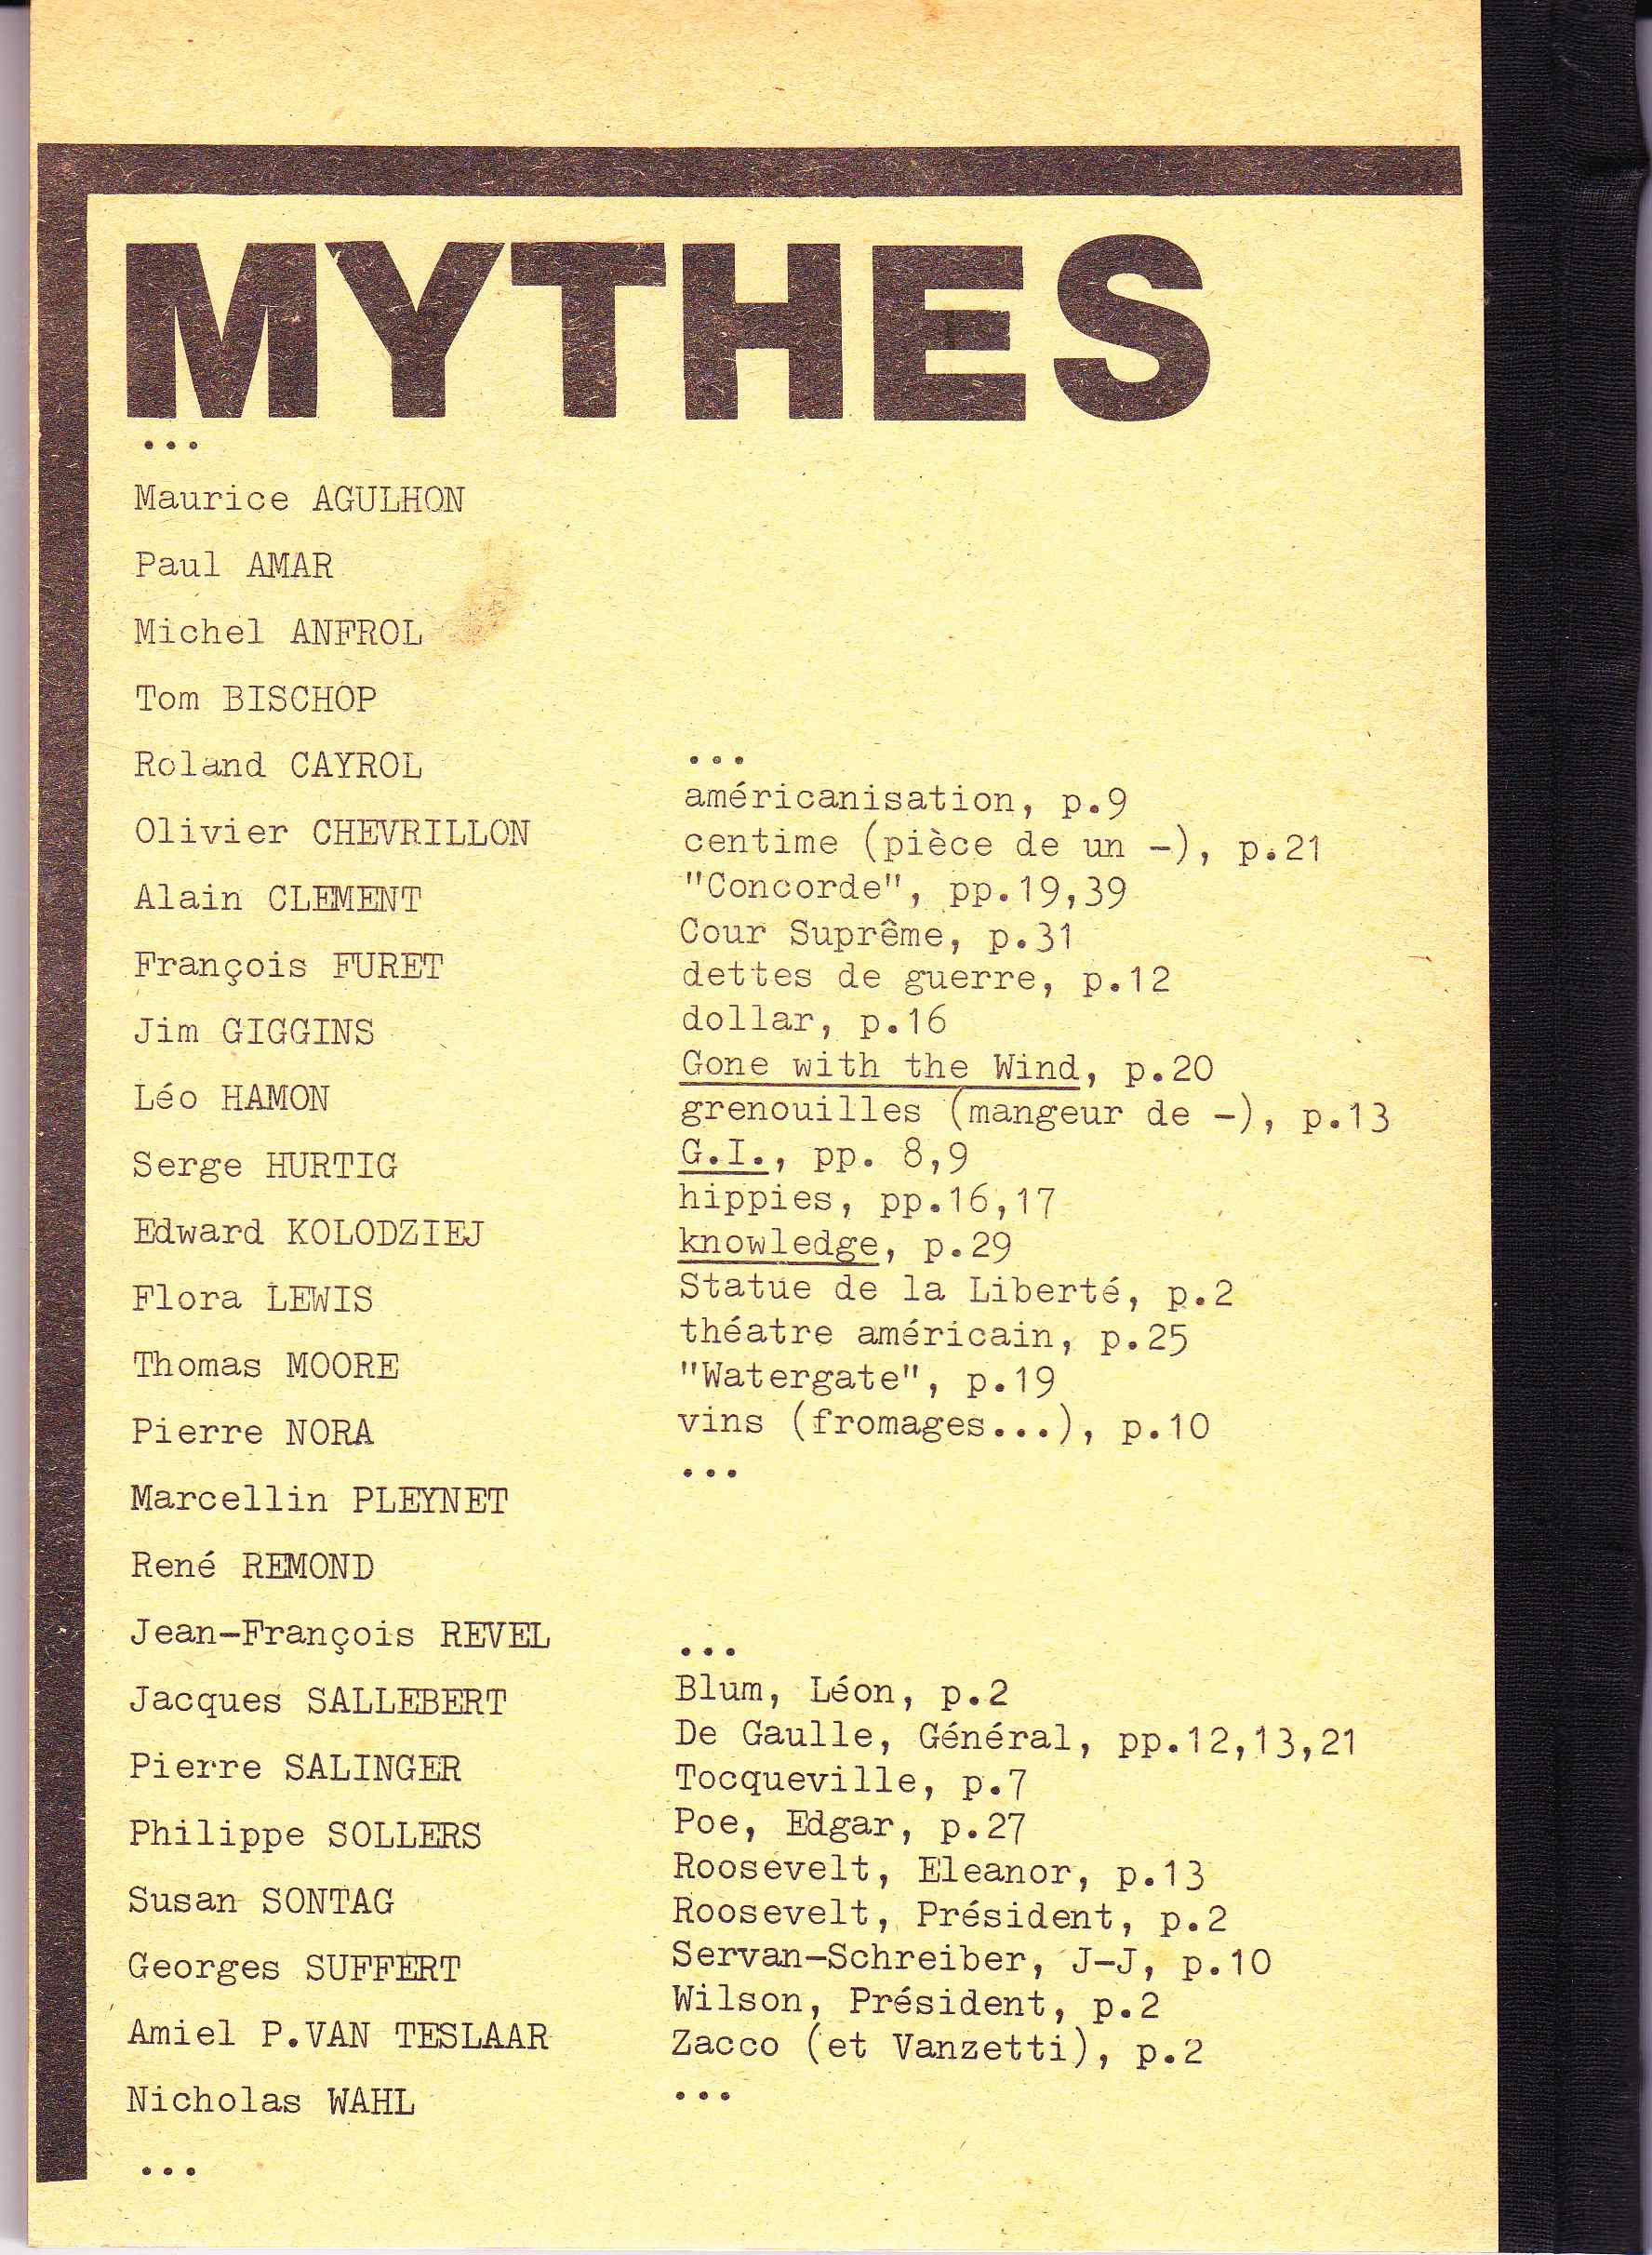 MYTHES
...
Maurice AGULHON
Paul AMAR
Michel ANFROL
Tom BISCHOP
Roland CAYROL
Olivier CHEVRILLON
Alain CLEMENT
François FURET
Jim GIGGINS
Léo HAMON
Serge HURTIG
Edward KOLODZIEJ
Flora LEWIS
Thomas MOORE
Pierre NORA
Marcellin PLEYNET
René REMOND
Jean-François REVEL
Jacques SALLEBERT
Pierre SALINGER
Philippe SOLLERS
Susan SONTAG
Georges SUFFERT
Amiel P.VAN TESLAAR
Nicholas WAHL
...
...
américanisation, p.9
centime (pièce de un -), p.21
"Concorde", pp.19,39
Cour Suprême, p.31
dettes de guerre, p.12
dollar, p.16
Gone with the Wind, p.20
grenouilles (mangeur de -), p.13
G.I., pp. 8,9
hippies, pp.16,17
knowledge, p.29
Statue de la Liberté, p.2
théatre américain, p.25
"Watergate", p.19
vins (fromages...), p.10
...
...
Blum, Léon, p.2
De Gaulle, Général, pp.12,13,21
Tocqueville, p.7
Poe, Edgar, p.27
Roosevelt, Eleanor, p.13
Roosevelt, Président, p.2
Servan-Schreiber, J-J, p.10
Wilson, Président, p.2
Zacco (et Vanzetti), p.2
...